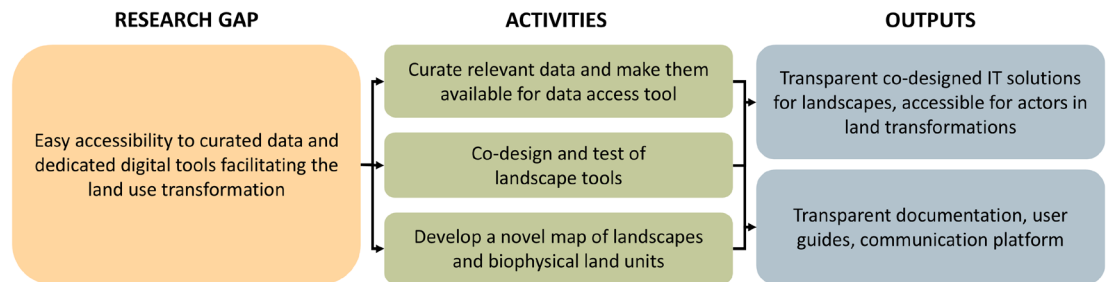 RESEARCH GAP
ACTIVITIES
OUTPUTS
Easy accessibility to curated data and
dedicated digital tools facilitating the
land use transformation
Curate relevant data and make them
available for data access tool
Co-design and test of
landscape tools
Develop a novel map of landscapes
and biophysical land units
Transparent co-designed IT solutions
for landscapes, accessible for actors in
land transformations
Transparent documentation, user
guides, communication platform